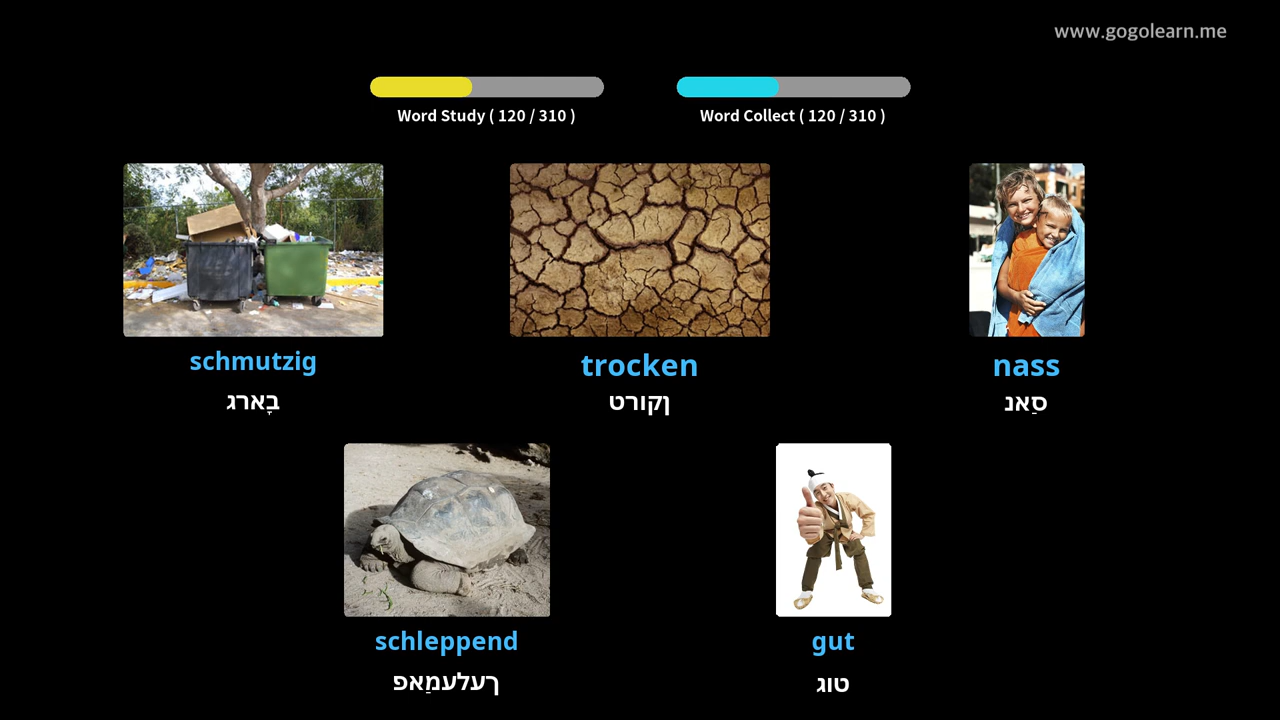 www.gogolearn.me
Word Study ( 120 / 310 )
Word Collect ( 120 / 310 )
schmutzig
בָארג
trocken
ןקורט
nass
סַאנ
schleppend
ךעלעמַאפ
gut
טוג